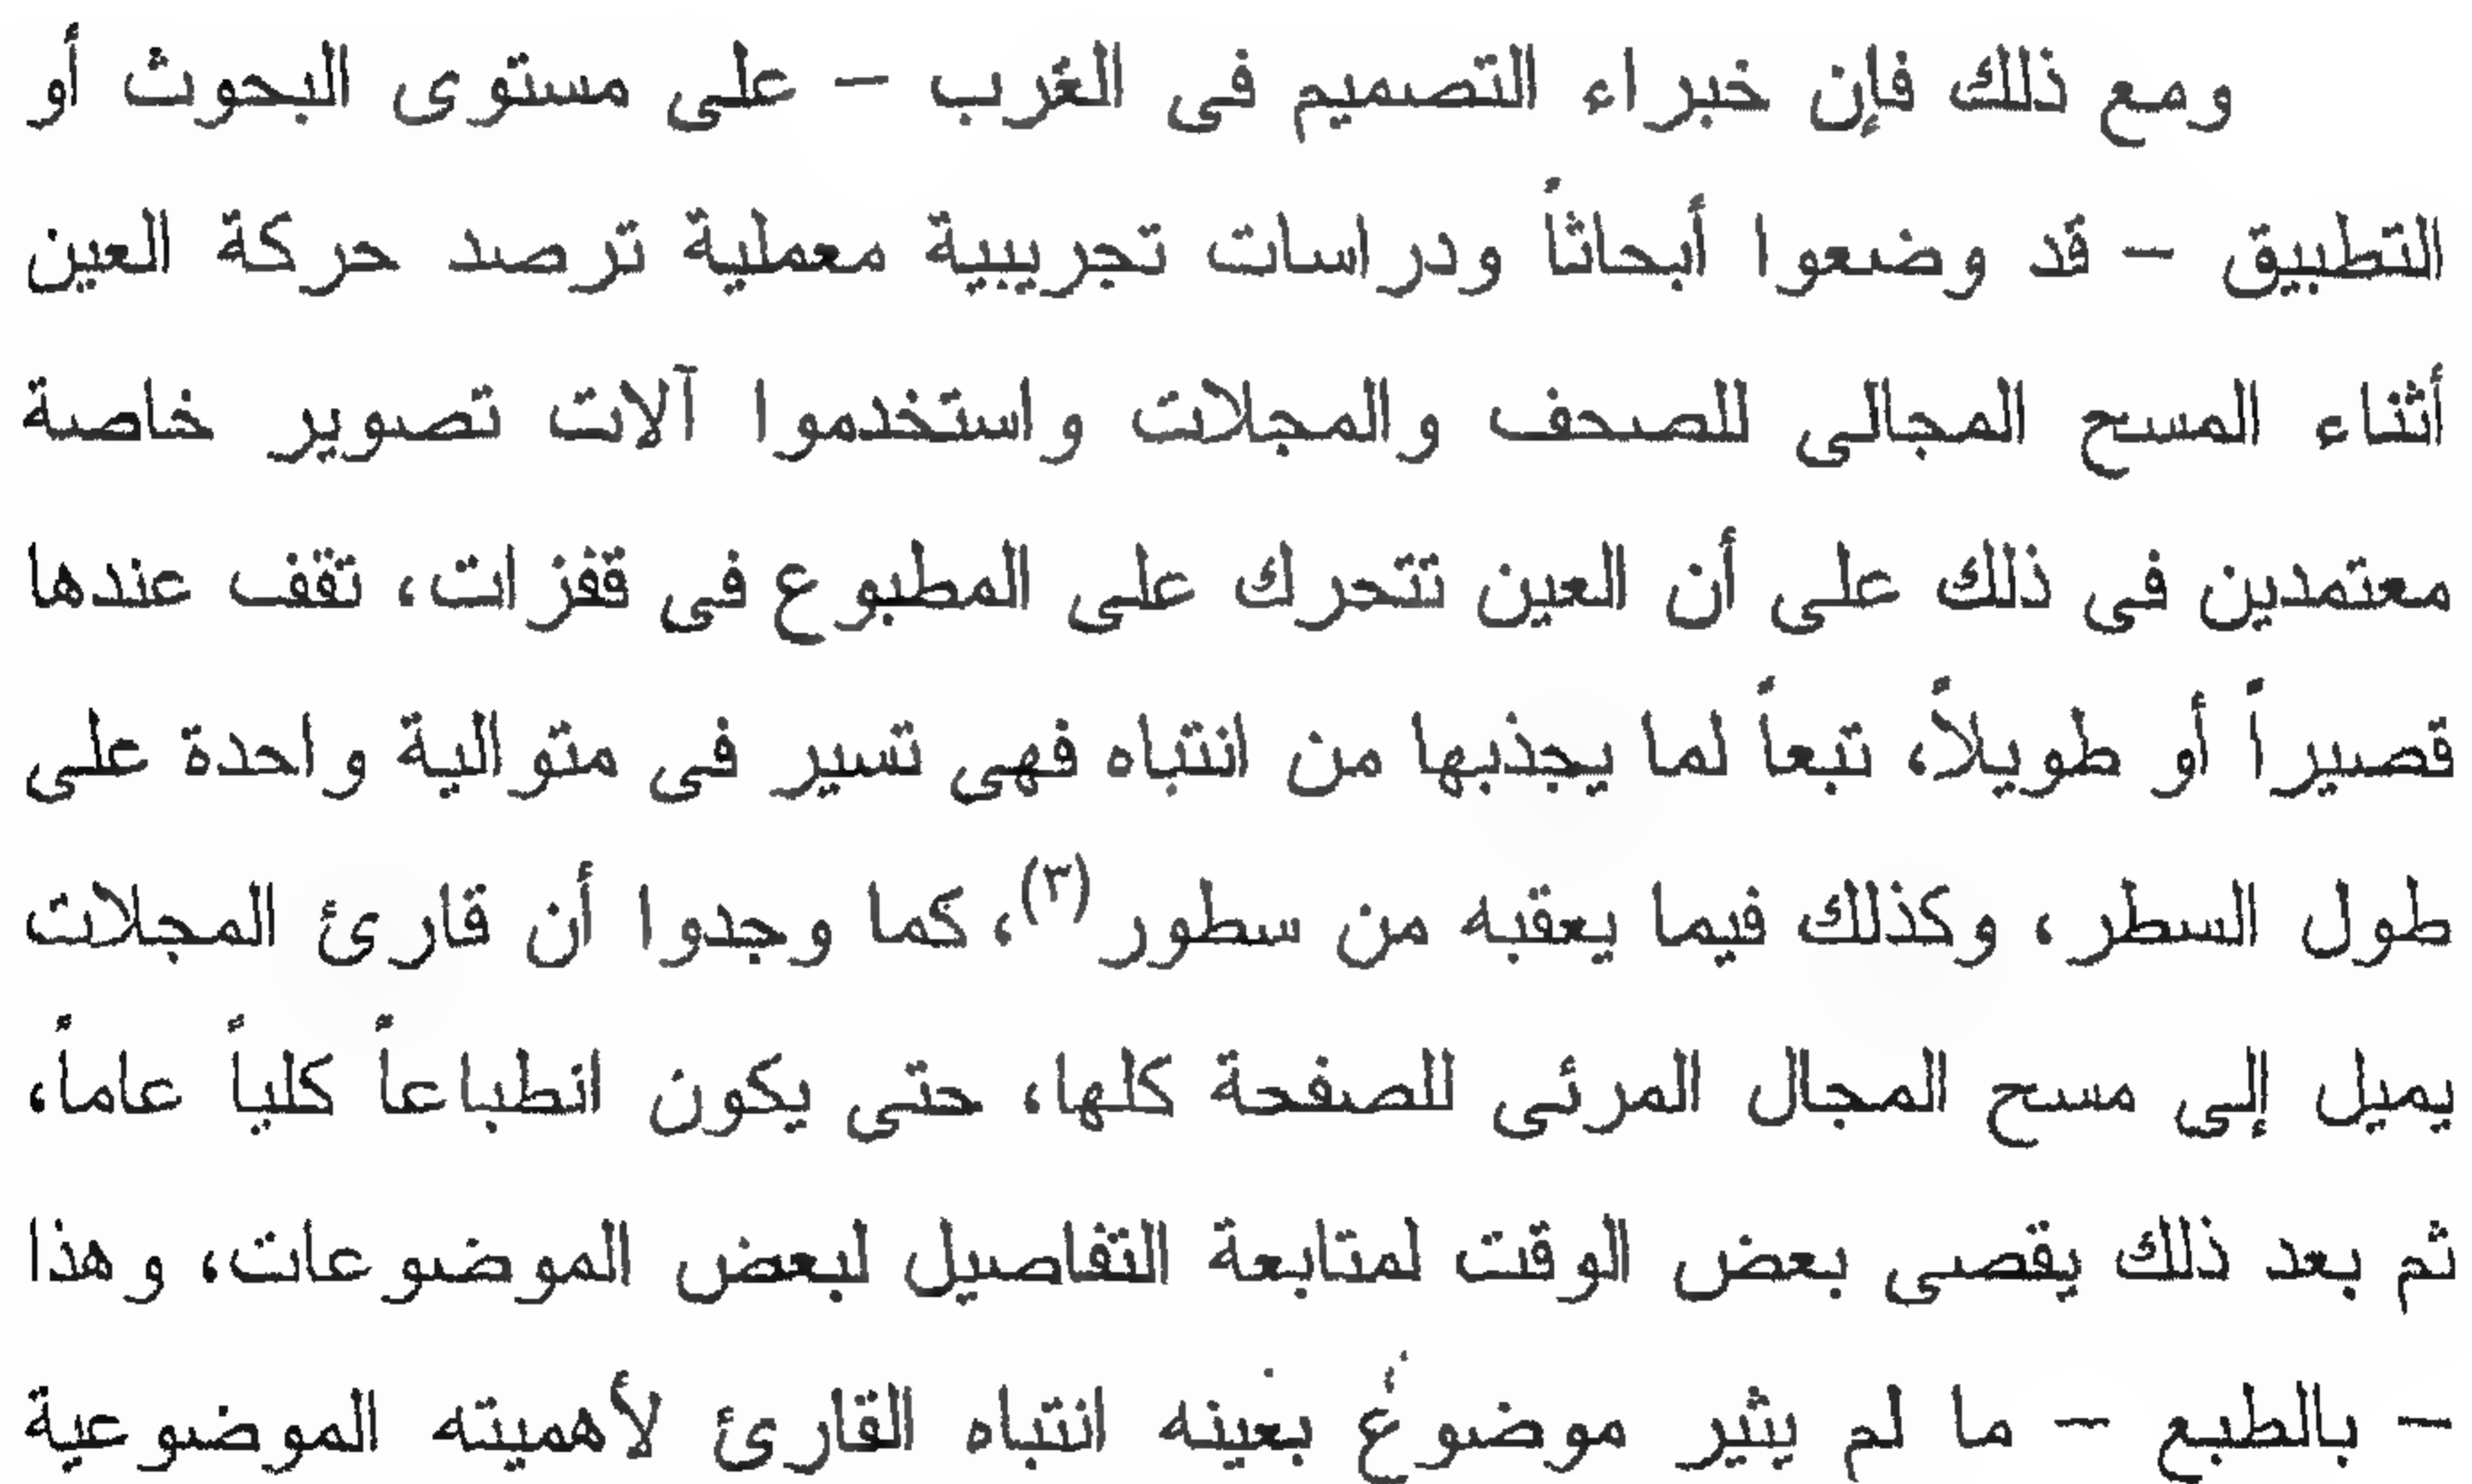 ومع ذلك فإن خبراء التصميم فى الغرب – على مستوى البحوث أو
التطبيق – قد وضعوا أبحاثاً ودراسات تجريبية معملية ترصد حركة العين
أثناء المسح المجالى للصحف والمجلات واستخدموا آلات تصوير خاصة
معتمدين فى ذلك على أن العين تتحرك على المطبوع فى قفزات، تقف عندها
قصيراً أو طويلاً، تبعاً لما يجذبها من انتباه فهى تسير فى متوالية واحدة على
طول السطر، وكذلك فيما يعقبه من سطور(٣)، كما وجدوا أن قارئ المجلات
يميل إلى مسح المجال المرئى للصفحة كلها، حتى يكون انطباعاً كلياً عاماً،
ثم بعد ذلك يقصى بعض الوقت لمتابعة التفاصيل لبعض الموضوعات، وهذا
– بالطبع – ما لم يثير موضوع بعينه انتباه القارئ لأهميته الموضوعية